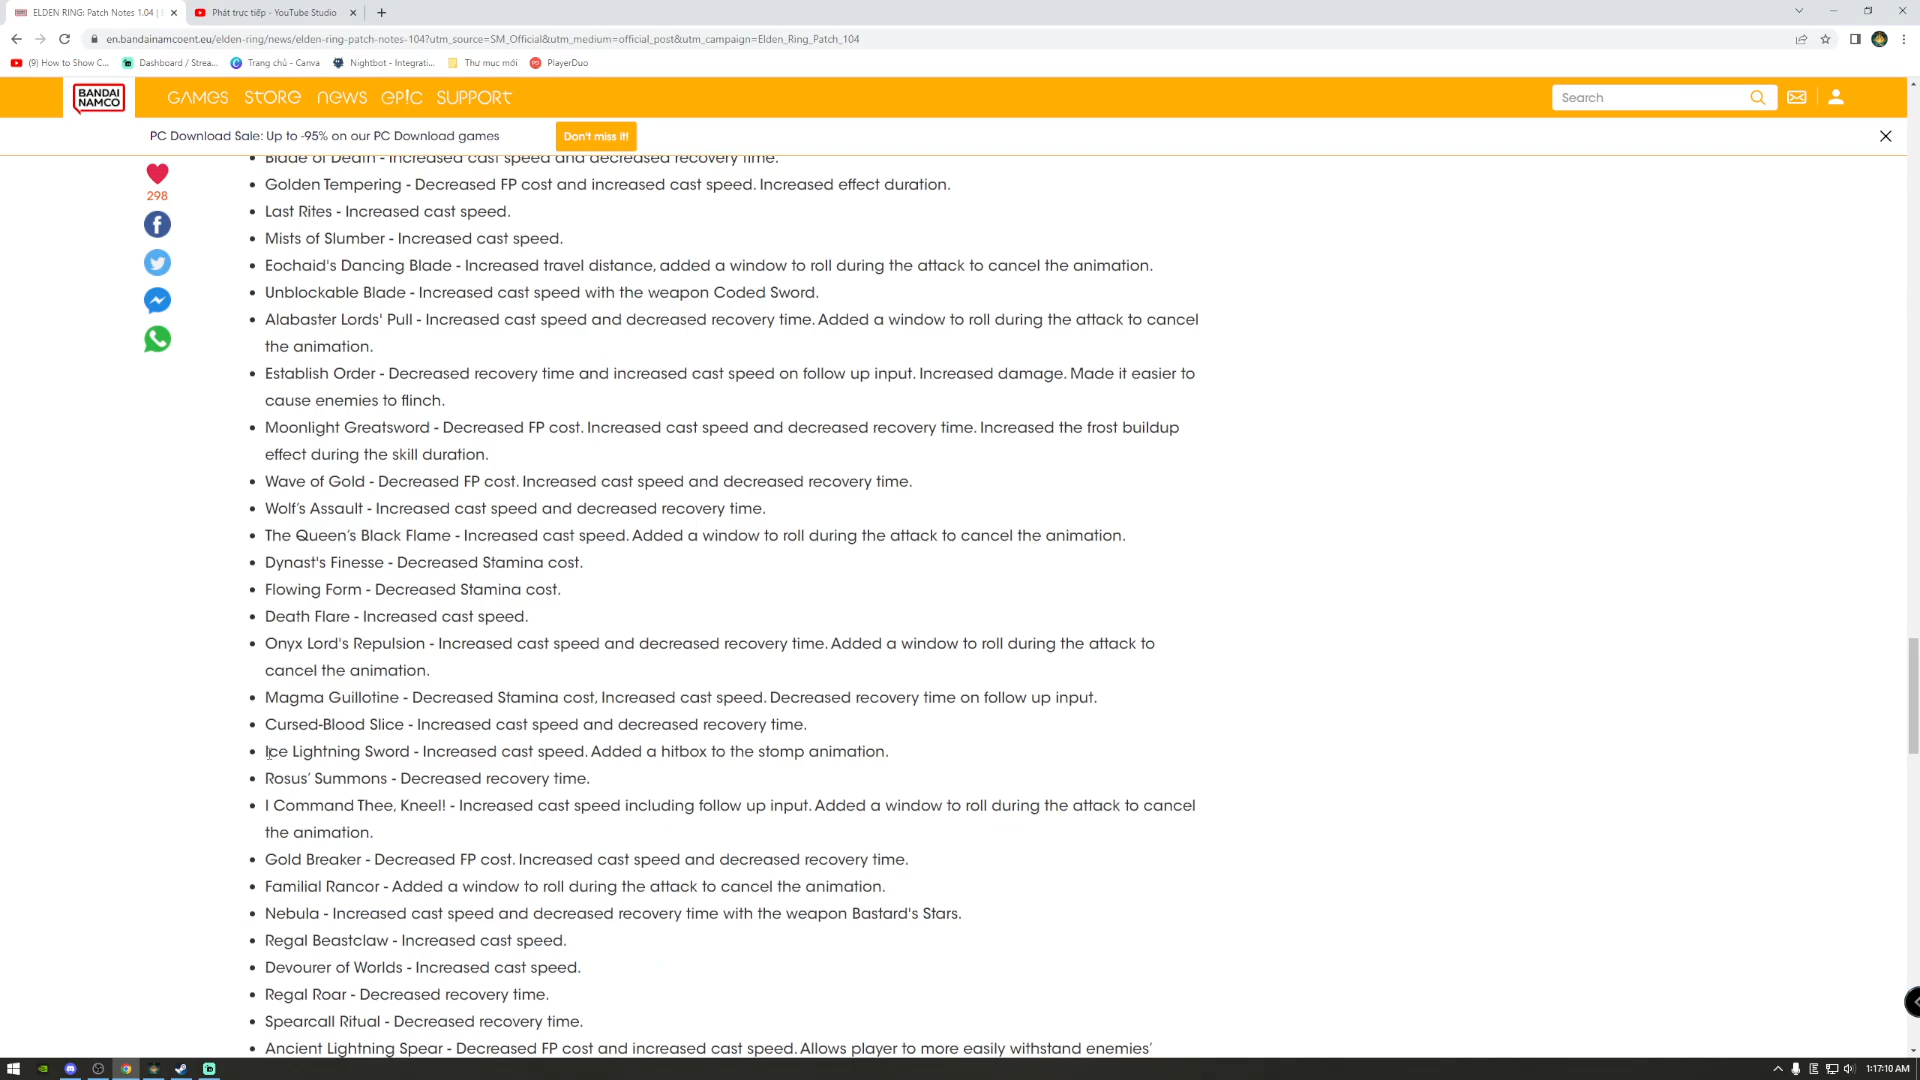 ELDEN RING: Patch Notes 1.04 |
Phát trực tiếp - YouTube Studio
en.bandainamcoent.eu/elden-ring/news/elden-ring-patch-notes-104?utm_source=SM_Official&utm_medium=official_post&utm_campaign=Elden_Ring_Patch_104
(9) How to Show C... Dashboard / Strea... Trang chủ - Canva Nightbot - Integrati... Thư mục mới PlayerDuo
BANDAI NAMCO GAMES STORE NEWS EPIC SUPPORT Search
PC Download Sale: Up to -95% on our PC Download games Don't miss it!
298
Blade of Death - Increased cast speed and decreased recovery time.
Golden Tempering - Decreased FP cost and increased cast speed. Increased effect duration.
Last Rites - Increased cast speed.
Mists of Slumber - Increased cast speed.
Eochaid's Dancing Blade - Increased travel distance, added a window to roll during the attack to cancel the animation.
Unblockable Blade - Increased cast speed with the weapon Coded Sword.
Alabaster Lords' Pull - Increased cast speed and decreased recovery time. Added a window to roll during the attack to cancel
the animation.
Establish Order - Decreased recovery time and increased cast speed on follow up input. Increased damage. Made it easier to
cause enemies to flinch.
Moonlight Greatsword - Decreased FP cost. Increased cast speed and decreased recovery time. Increased the frost buildup
effect during the skill duration.
Wave of Gold - Decreased FP cost. Increased cast speed and decreased recovery time.
Wolf's Assault - Increased cast speed and decreased recovery time.
The Queen's Black Flame - Increased cast speed. Added a window to roll during the attack to cancel the animation.
Dynast's Finesse - Decreased Stamina cost.
Flowing Form - Decreased Stamina cost.
Death Flare - Increased cast speed.
Onyx Lord's Repulsion - Increased cast speed and decreased recovery time. Added a window to roll during the attack to
cancel the animation.
Magma Guillotine - Decreased Stamina cost, Increased cast speed. Decreased recovery time on follow up input.
Cursed-Blood Slice - Increased cast speed and decreased recovery time.
Ice Lightning Sword - Increased cast speed. Added a hitbox to the stomp animation.
Rosus' Summons - Decreased recovery time.
I Command Thee, Kneel! - Increased cast speed including follow up input. Added a window to roll during the attack to cancel
the animation.
Gold Breaker - Decreased FP cost. Increased cast speed and decreased recovery time.
Familial Rancor - Added a window to roll during the attack to cancel the animation.
Nebula - Increased cast speed and decreased recovery time with the weapon Bastard's Stars.
Regal Beastclaw - Increased cast speed.
Devourer of Worlds - Increased cast speed.
Regal Roar - Decreased recovery time.
Spearcall Ritual - Decreased recovery time.
Ancient Lightning Spear - Decreased FP cost and increased cast speed. Allows player to more easily withstand enemies'
1:17:10 AM